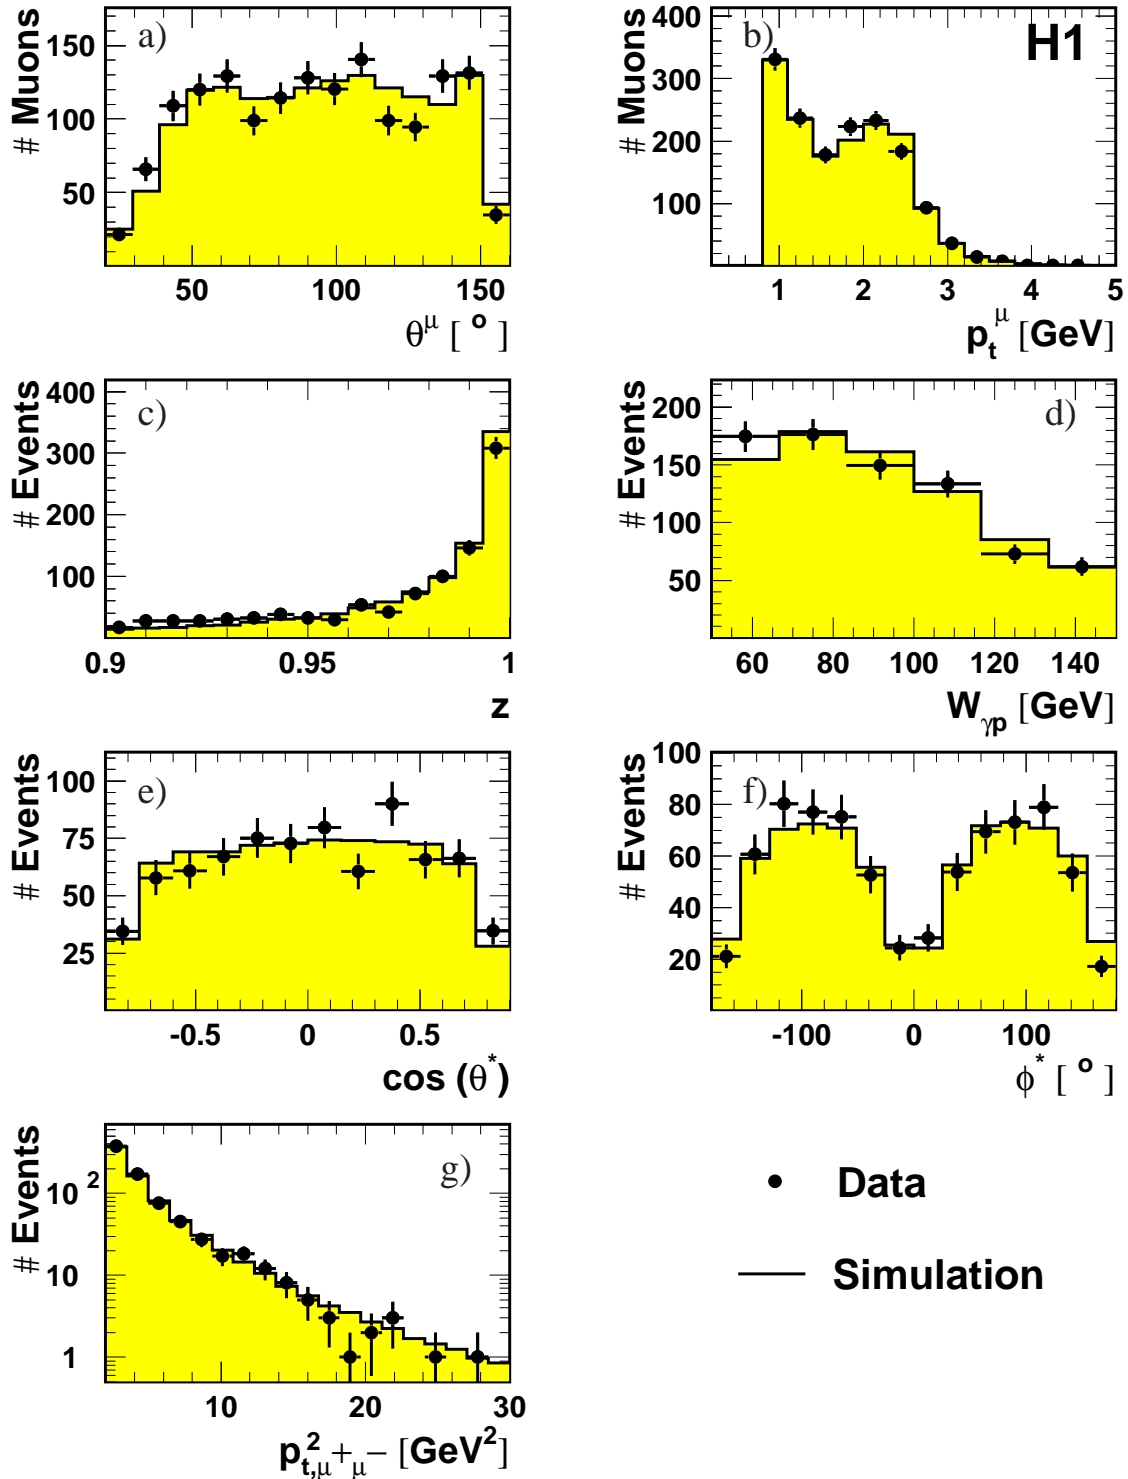 a)
# Muons
150
100
50
50 100 150
θ^μ [ ° ]
b)
H1
# Muons
400
300
200
100
1 2 3 4 5
p_t^μ [GeV]
c)
# Events
400
300
200
100
0.9 0.95 1
z
d)
# Events
200
150
100
50
60 80 100 120 140
W_γp [GeV]
e)
# Events
100
75
50
25
-0.5 0 0.5
cos (θ^*)
f)
# Events
100
80
60
40
20
-100 0 100
ϕ^* [ ° ]
g)
# Events
10^2
10
1
10 20 30
p^2_t,μ+μ− [GeV^2]
Data
Simulation